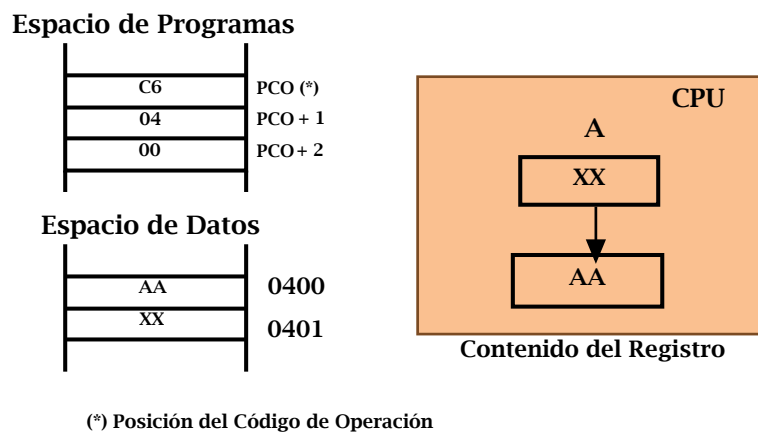 Espacio de Programas
C6 PCO (*)
04 PCO + 1
00 PCO + 2
Espacio de Datos
AA 0400
XX 0401
CPU
A
XX
AA
Contenido del Registro
(*) Posición del Código de Operación